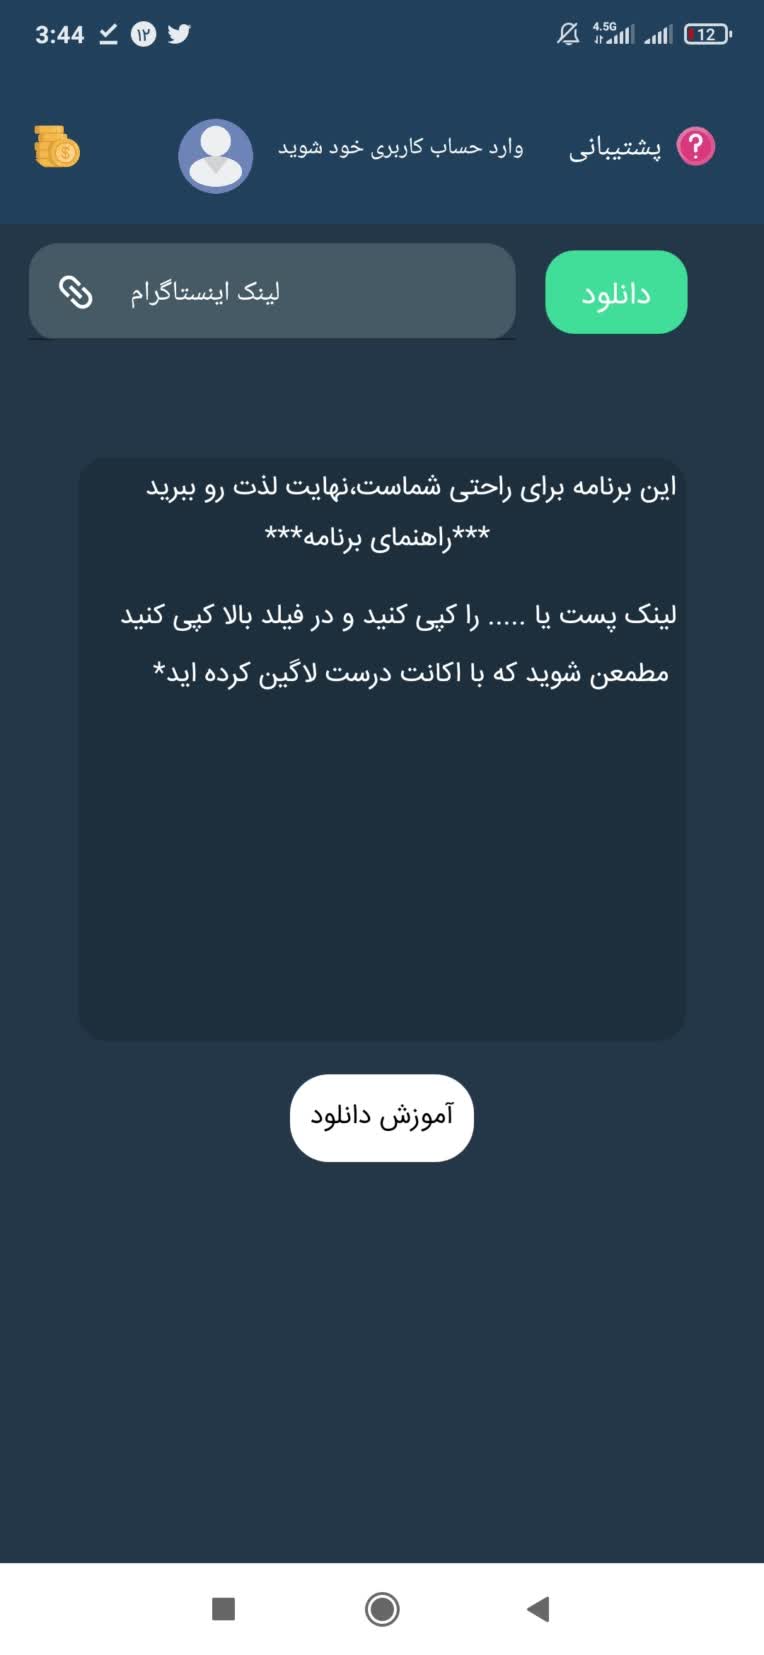 3:44 ۱۲ 4.5G 12
پشتیبانی
وارد حساب کاربری خود شوید
دانلود
لینک اینستاگرام
این برنامه برای راحتی شماست،نهایت لذت رو ببرید
***راهنمای برنامه***
لینک پست یا ..... را کپی کنید و در فیلد بالا کپی کنید
مطمعن شوید که با اکانت درست لاگین کرده اید*
آموزش دانلود